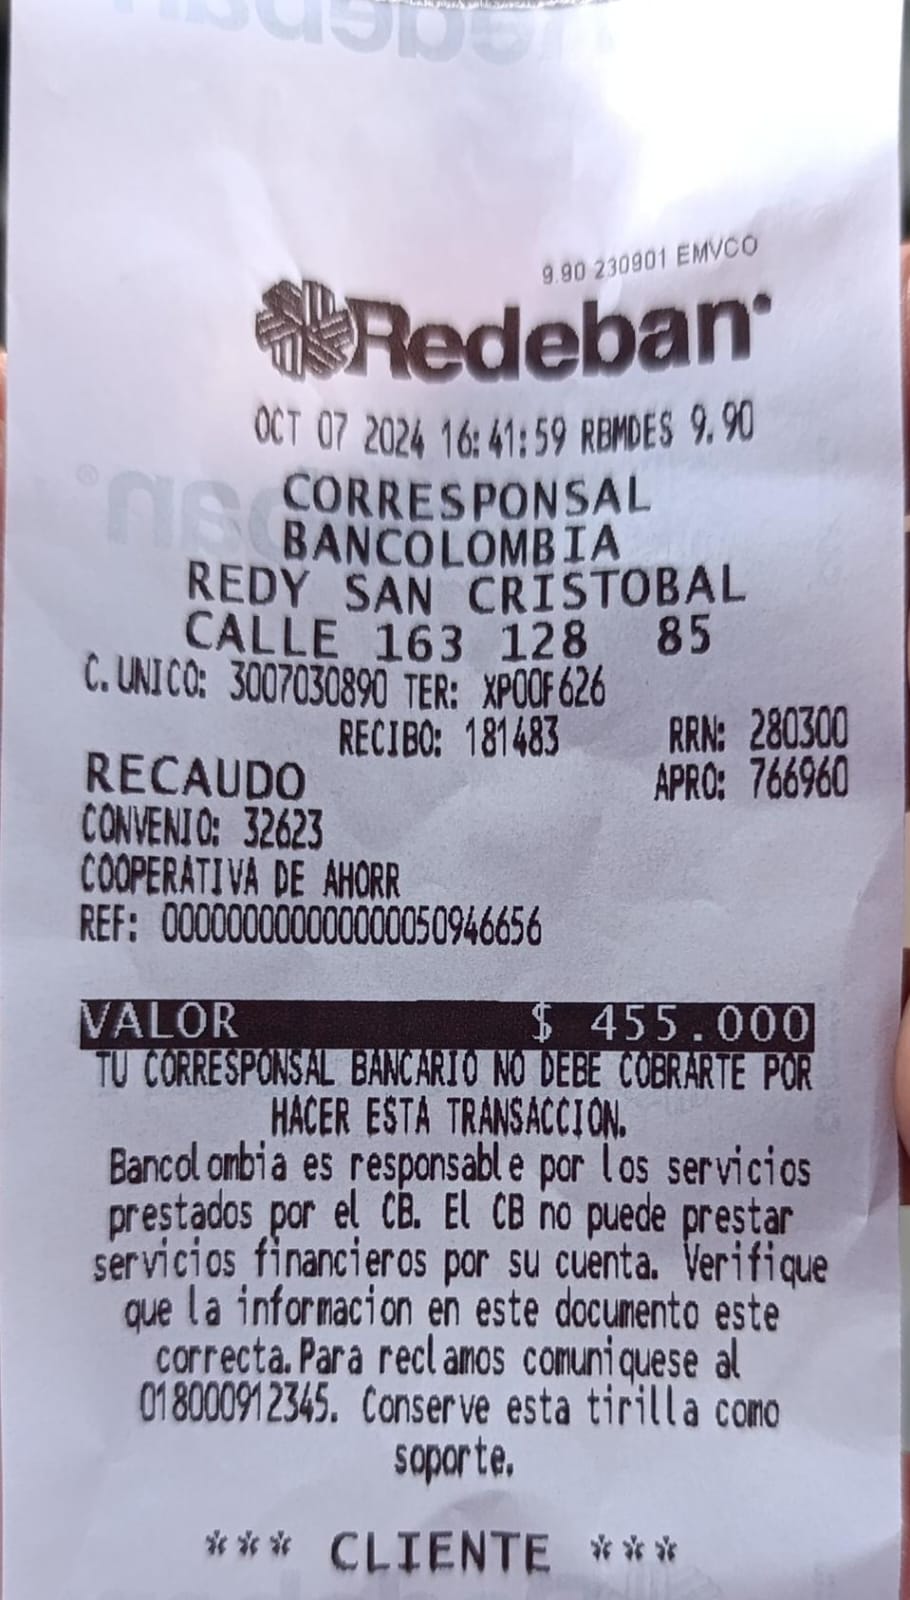 9.90 230901 EMVCO
Redeban
OCT 07 2024 16:41:59 RBMDES 9.90
CORRESPONSAL
BANCOLOMBIA
REDY SAN CRISTOBAL
CALLE 163 128 85
C. UNICO: 3007030890 TER: XP00F626
RECIBO: 181483 RRN: 280300
RECAUDO APRO: 766960
CONVENIO: 32623
COOPERATIVA DE AHORR
REF: 000000000000000050946656
VALOR $ 455.000
TU CORRESPONSAL BANCARIO NO DEBE COBRARTE POR
HACER ESTA TRANSACCION.
Bancolombia es responsable por los servicios
prestados por el CB. El CB no puede prestar
servicios financieros por su cuenta. Verifique
que la informacion en este documento este
correcta. Para reclamos comuniquese al
018000912345. Conserve esta tirilla como
soporte.
*** CLIENTE ***